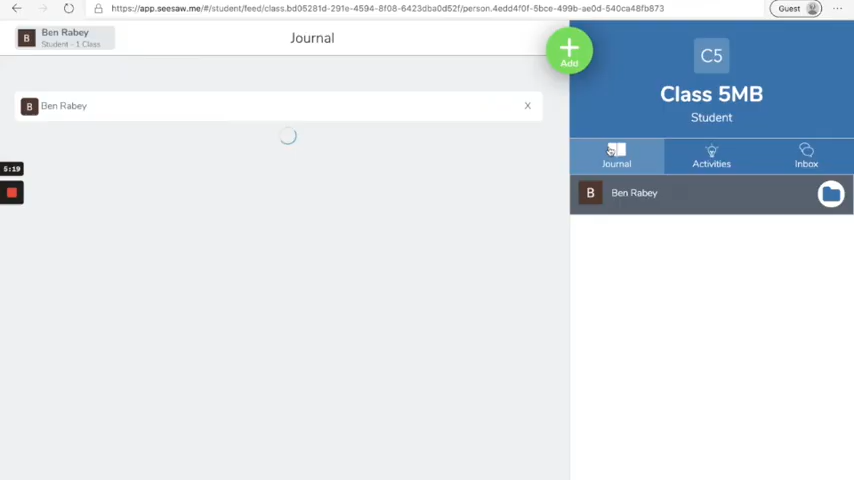 https://app.seesaw.me/#/student/feed/class.bd05281d-291e-4594-8f08-6423dba0d52f/person.4edd4f0f-5bce-499b-ae0d-540ca48fb873
Guest
B
Ben Rabey
Student - 1 Class
Journal
Add
C5
Class 5MB
Student
B
Ben Rabey
X
Journal
Activities
Inbox
5:19
B
Ben Rabey